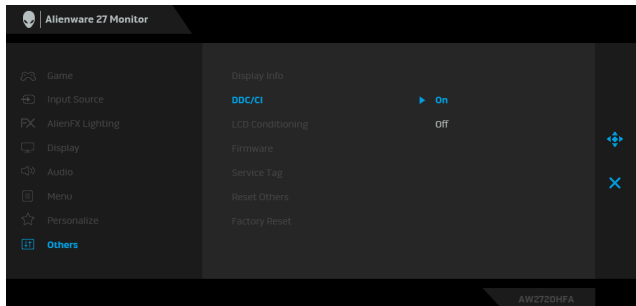 Alienware 27 Monitor
Game
Display Info
Input Source
DDC/CI
On
AlienFX Lighting
LCD Conditioning
Off
Display
Firmware
Audio
Service Tag
Menu
Reset Others
Personalize
Factory Reset
Others
AW2720HFA